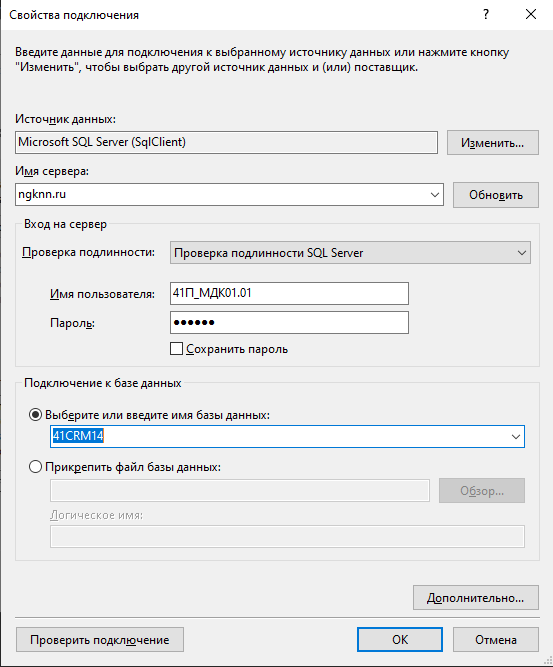 Свойства подключения
Введите данные для подключения к выбранному источнику данных или нажмите кнопку
"Изменить", чтобы выбрать другой источник данных и (или) поставщик.
Источник данных:
Microsoft SQL Server (SqlClient)
Изменить...
Имя сервера:
ngknn.ru
Обновить
Вход на сервер
Проверка подлинности:
Проверка подлинности SQL Server
Имя пользователя:
41П_МДК01.01
Пароль:
●●●●●●
Сохранить пароль
Подключение к базе данных
Выберите или введите имя базы данных:
41CRM14
Прикрепить файл базы данных:
Обзор...
Логическое имя:
Дополнительно...
Проверить подключение
ОК
Отмена